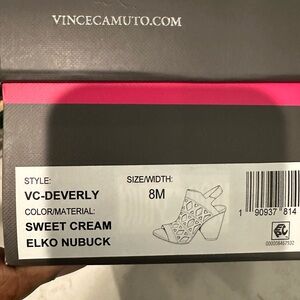 VINCECAMUTO.COM
STYLE:
VC-DEVERLY
SIZE/WIDTH:
8M
COLOR/MATERIAL:
SWEET CREAM
ELKO NUBUCK
1 90937 814